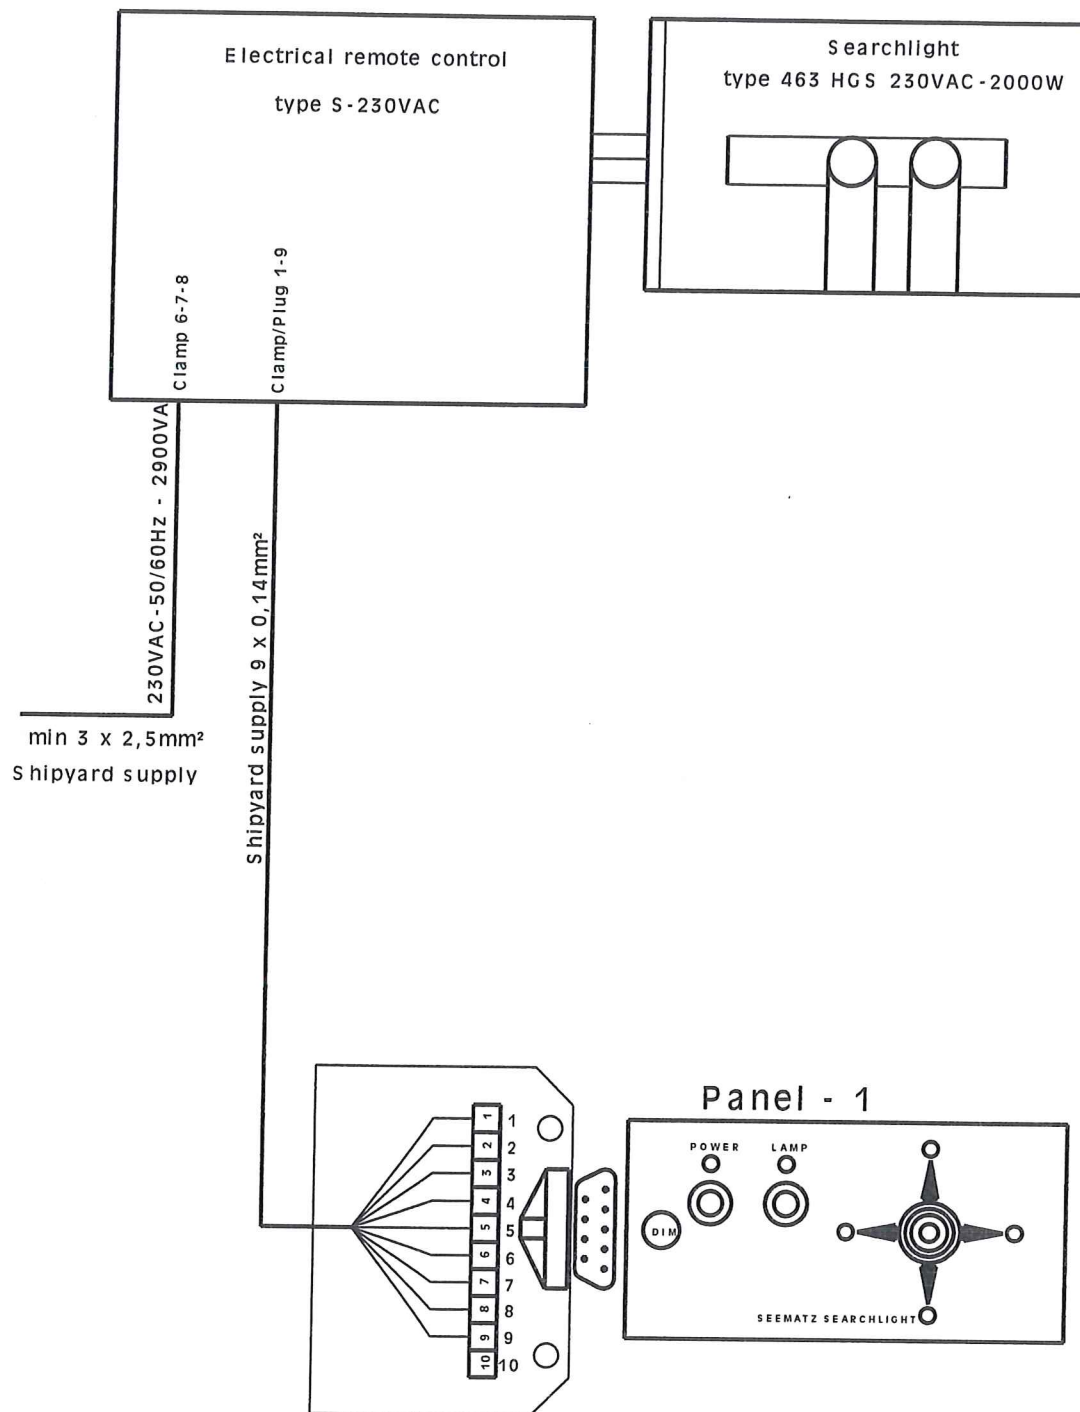 Electrical remote control
type S-230VAC
Searchlight
type 463 HGS 230VAC-2000W
Clamp 6-7-8
Clamp/Plug 1-9
230VAC-50/60Hz - 2900VA
min 3 x 2,5mm²
Shipyard supply
Shipyard supply 9 x 0,14mm²
1 1
2 2
3 3
4 4
5 5
6 6
7 7
8 8
9 9
10 10
Panel - 1
POWER LAMP
DIM
SEEMATZ SEARCHLIGHT